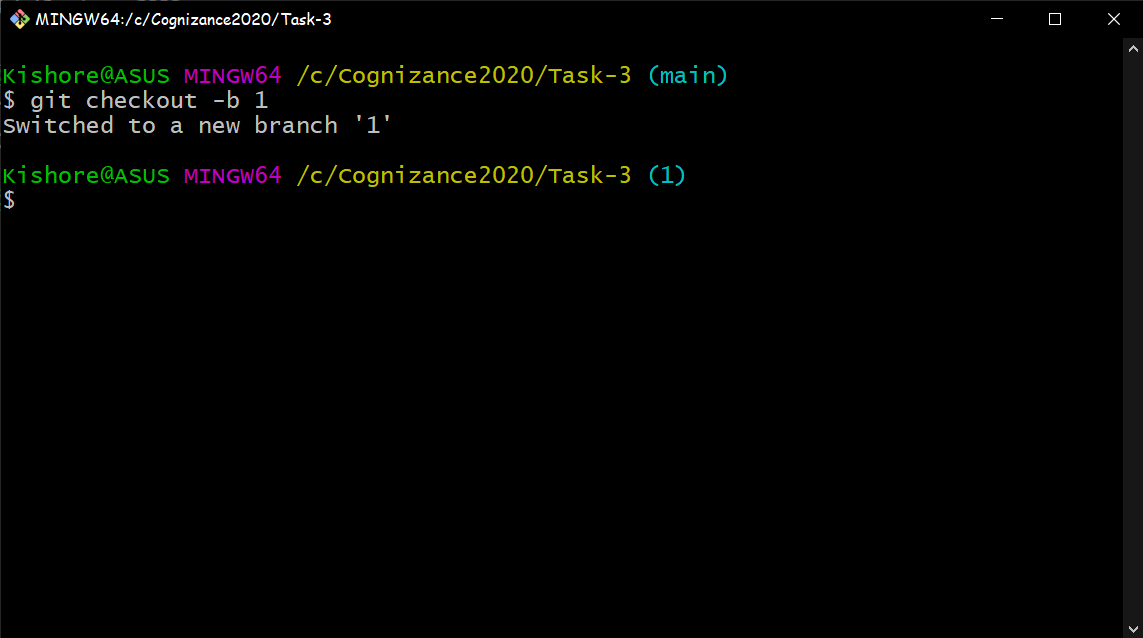 MINGW64:/c/Cognizance2020/Task-3
Kishore@ASUS MINGW64 /c/Cognizance2020/Task-3 (main)
$ git checkout -b 1
Switched to a new branch '1'
Kishore@ASUS MINGW64 /c/Cognizance2020/Task-3 (1)
$